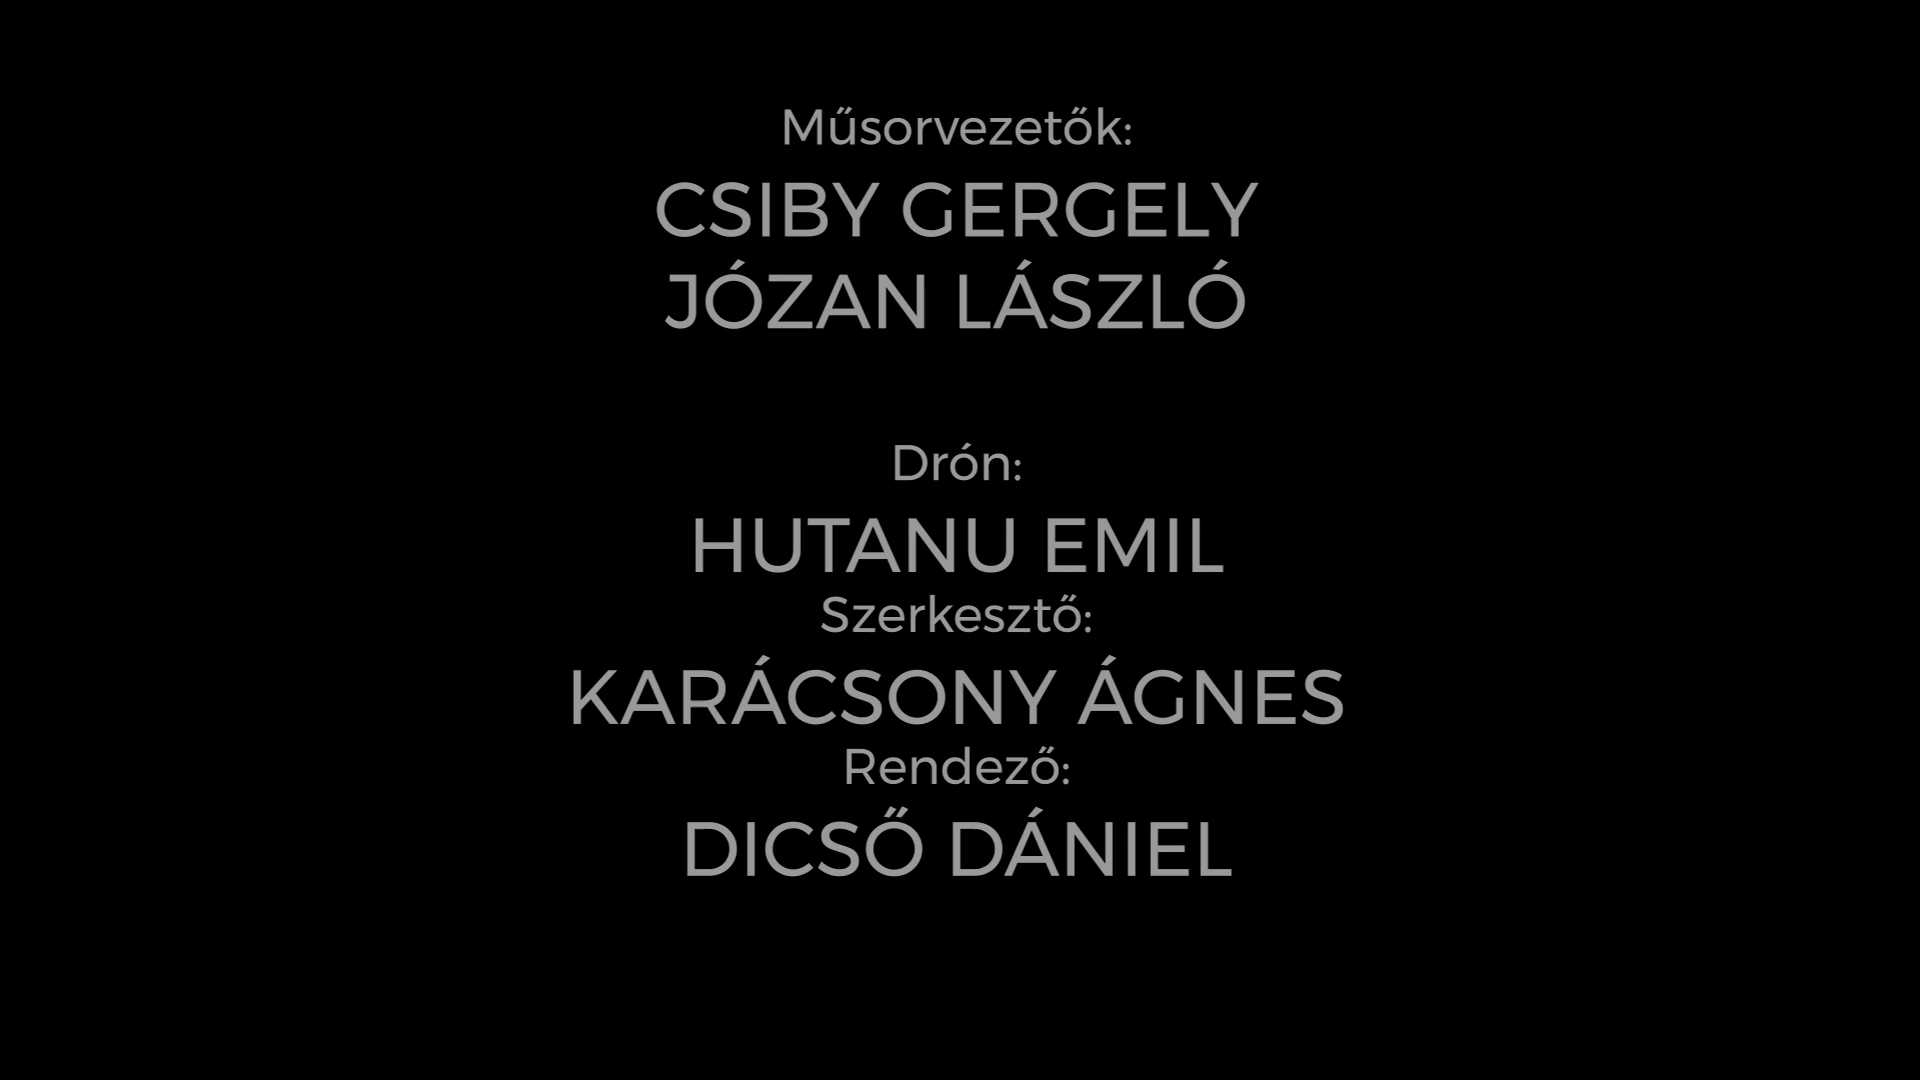 Műsorvezetők:
CSIBY GERGELY
JÓZAN LÁSZLÓ
Drón:
HUTANU EMIL
Szerkesztő:
KARÁCSONY ÁGNES
Rendező:
DICSŐ DÁNIEL